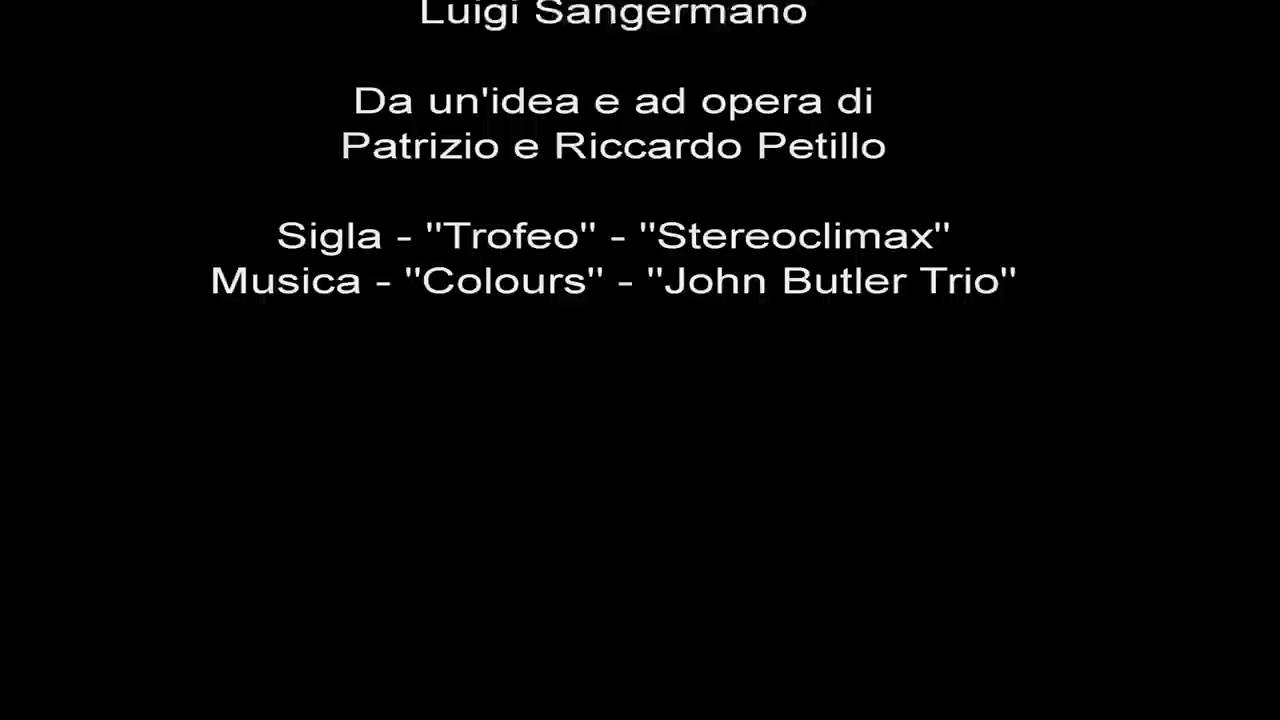 Luigi Sangermano
Da un'idea e ad opera di
Patrizio e Riccardo Petillo
Sigla - "Trofeo" - "Stereoclimax"
Musica - "Colours" - "John Butler Trio"